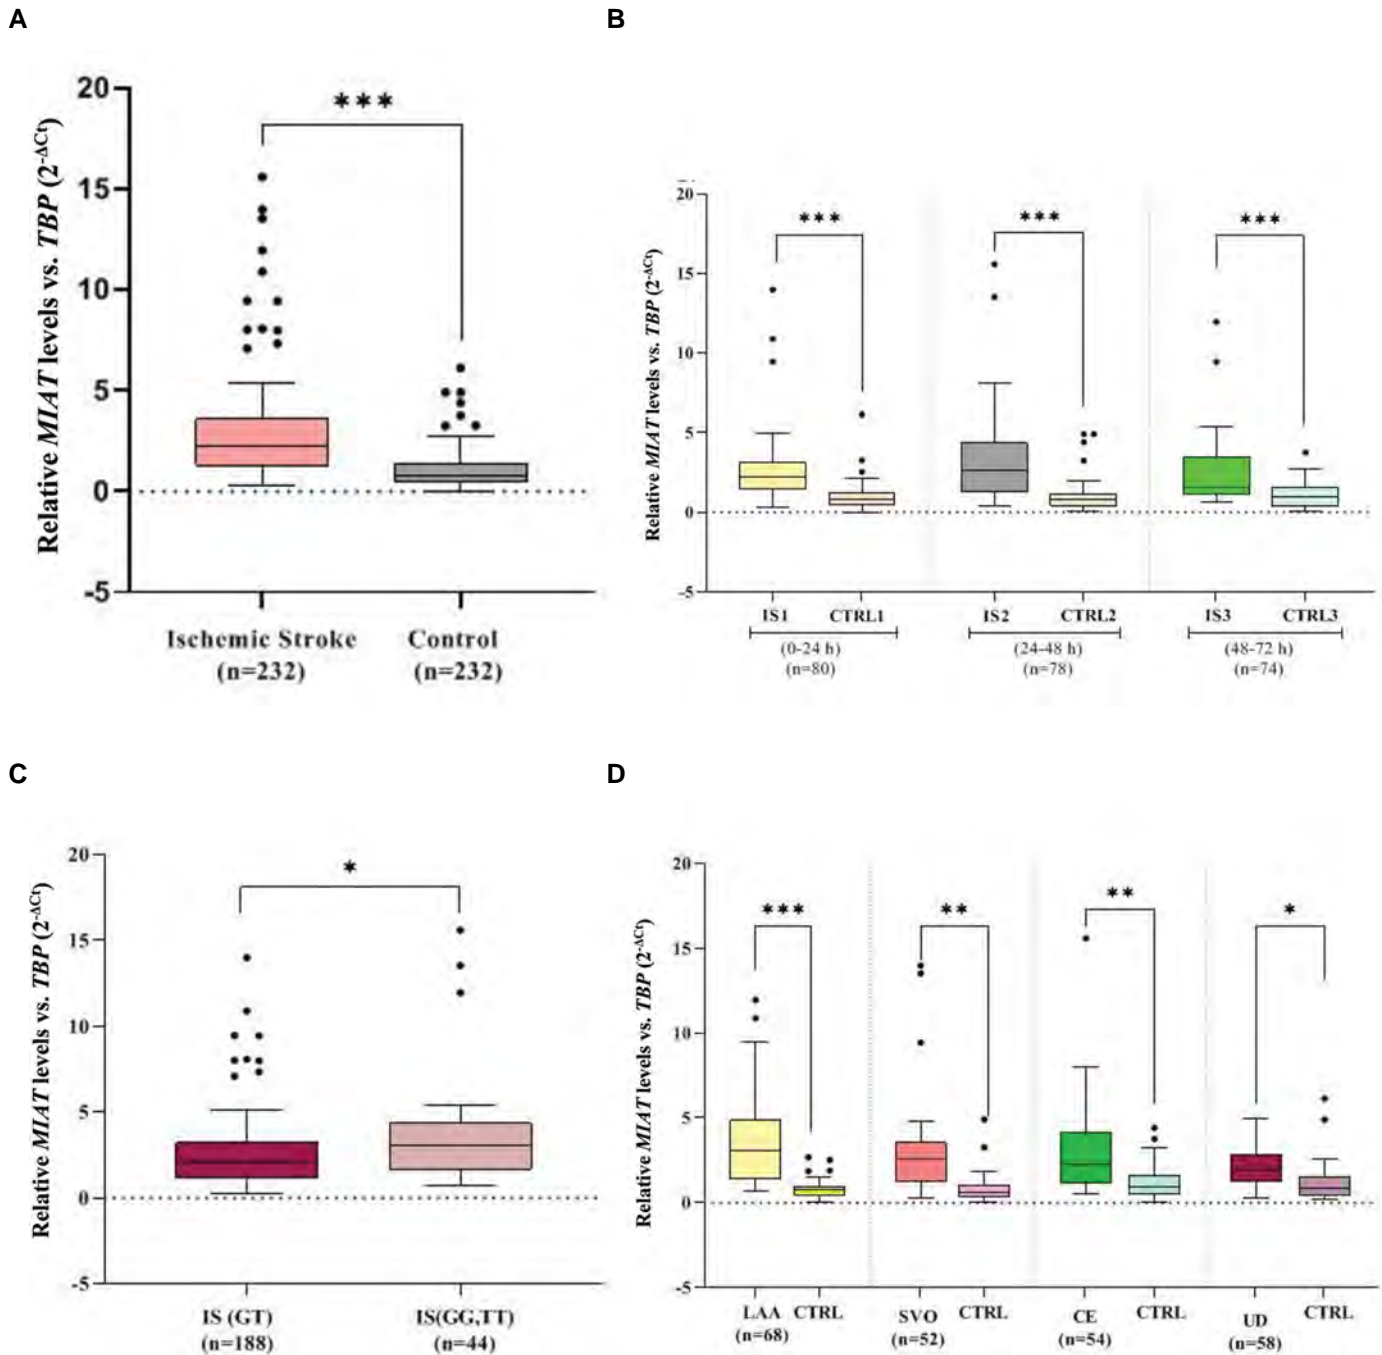 A
Relative MIAT levels vs. TBP (2-ΔCt)
20
15
10
5
0
-5
***
Ischemic Stroke
(n=232)
Control
(n=232)
B
Relative MIAT levels vs. TBP (2-ΔCt)
20
15
10
5
0
-5
*** *** ***
IS1 CTRL1 IS2 CTRL2 IS3 CTRL3
(0-24 h) (24-48 h) (48-72 h)
(n=80) (n=78) (n=74)
C
Relative MIAT levels vs. TBP (2-ΔCt)
20
15
10
5
0
-5
*
IS (GT) IS(GG,TT)
(n=188) (n=44)
D
Relative MIAT levels vs. TBP (2-ΔCt)
20
15
10
5
0
-5
*** ** ** *
LAA CTRL SVO CTRL CE CTRL UD CTRL
(n=68) (n=52) (n=54) (n=58)